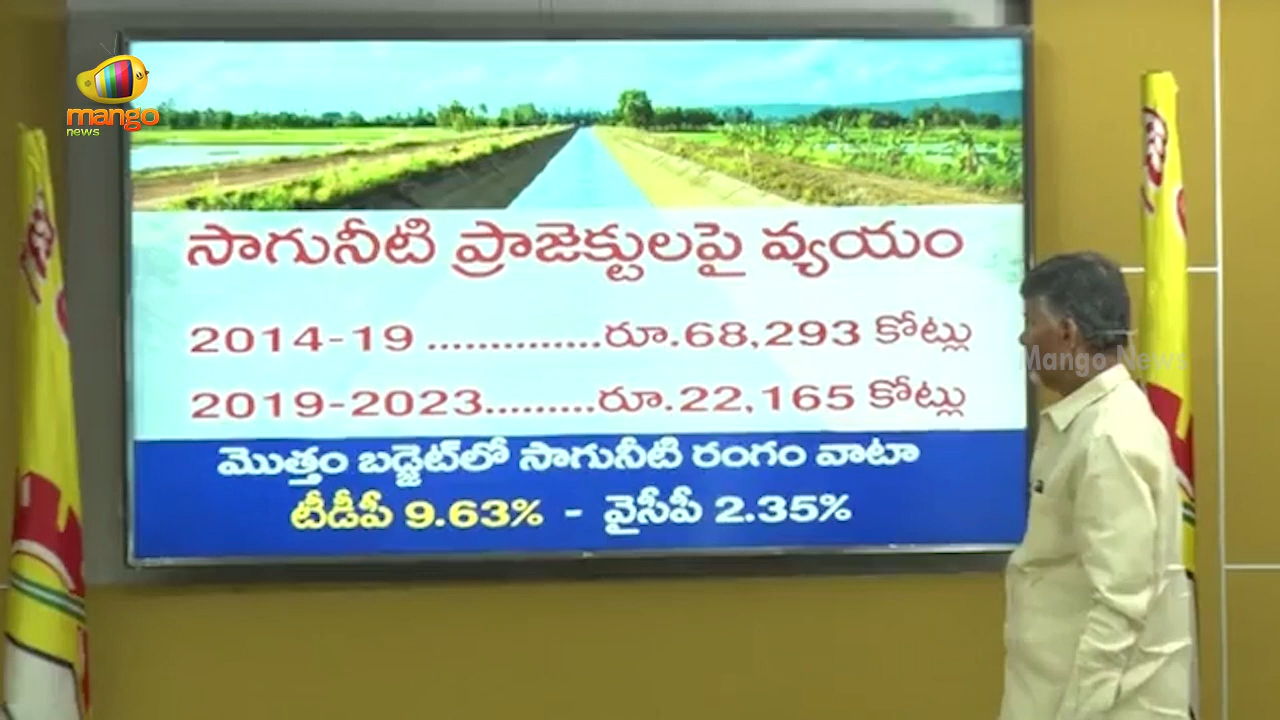 mango
news
సాగునీటి ప్రాజెక్టులపై వ్యయం
2014-19 ..............రూ.68,293 కోట్లు
2019-2023.........రూ.22,165 కోట్లు
Mango News
మొత్తం బడ్జెట్‌లో సాగునీటి రంగం వాటా
టీడీపీ 9.63% - వైసీపీ 2.35%